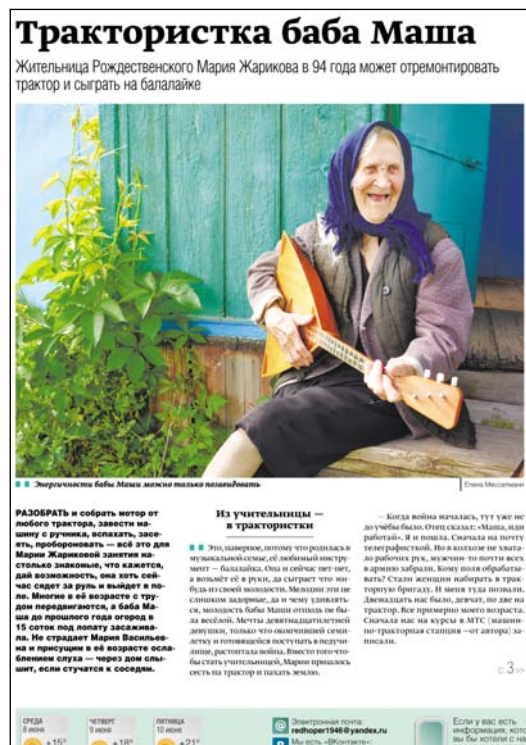 Трактористка баба Маша
Жительница Рождественского Мария Жарикова в 94 года может отремонтировать
трактор и сыграть на балалайке
Энергичности бабы Маши можно только позавидовать
Елена Мессерман
РАЗОБРАТЬ и собрать мотор от
любого трактора, завести ма-
шину с ручника, вспахать, засе-
ять, пробороновать — всё это для
Марии Жариковой занятия на-
столько знакомые, что кажется,
дай возможность, она хоть сей-
час сядет за руль и выйдет в по-
ле. Многие в её возрасте с тру-
дом передвигаются, а баба Ма-
ша до прошлого года огород в
15 соток под лопату засажива-
ла. Не страдает Мария Васильев-
на и присущим в её возрасте осла-
блением слуха — через дом слы-
шит, если стучатся к соседям.
Из учительницы —
в трактористки
Это, наверное, потому что родилась в
музыкальной семье, её любимый инстру-
мент — балалайка. Она и сейчас нет-нет,
а возьмёт её в руки, да сыграет что-ни-
будь из своей молодости. Мелодии эти не
слишком задорные, да и чему удивлять-
ся, молодость бабы Маши отнюдь не бы-
ла весёлой. Мечты девятнадцатилетней
девушки, только что окончившей семи-
летку и готовящейся поступать в педучи-
лище, растоптала война. Вместо того что-
бы стать учительницей, Марии пришлось
сесть на трактор и пахать землю.
— Когда война началась, тут уже не
до учёбы было. Отец сказал: «Маша, иди
работай». Я и пошла. Сначала на почту
телеграфисткой. Но в колхозе не хвата-
ло рабочих рук, мужчин-то почти всех
в армию забрали. Кому поля обрабаты-
вать? Стали женщин набирать в трак-
торную бригаду. И меня туда позвали.
Двенадцать нас было, девчат, по две на
трактор. Все примерно моего возраста.
Сначала нас на курсы в МТС (машин-
но-тракторная станция —от автора) за-
писали.
с. 3
СРЕДА
8 июня
+15°
ЧЕТВЕРГ
9 июня
+18°
ПЯТНИЦА
10 июня
+21°
Электронная почта:
redhoper1946@yandex.ru
Мы есть «ВКонтакте»:
Если у вас есть
информация,
вы бы хотели с